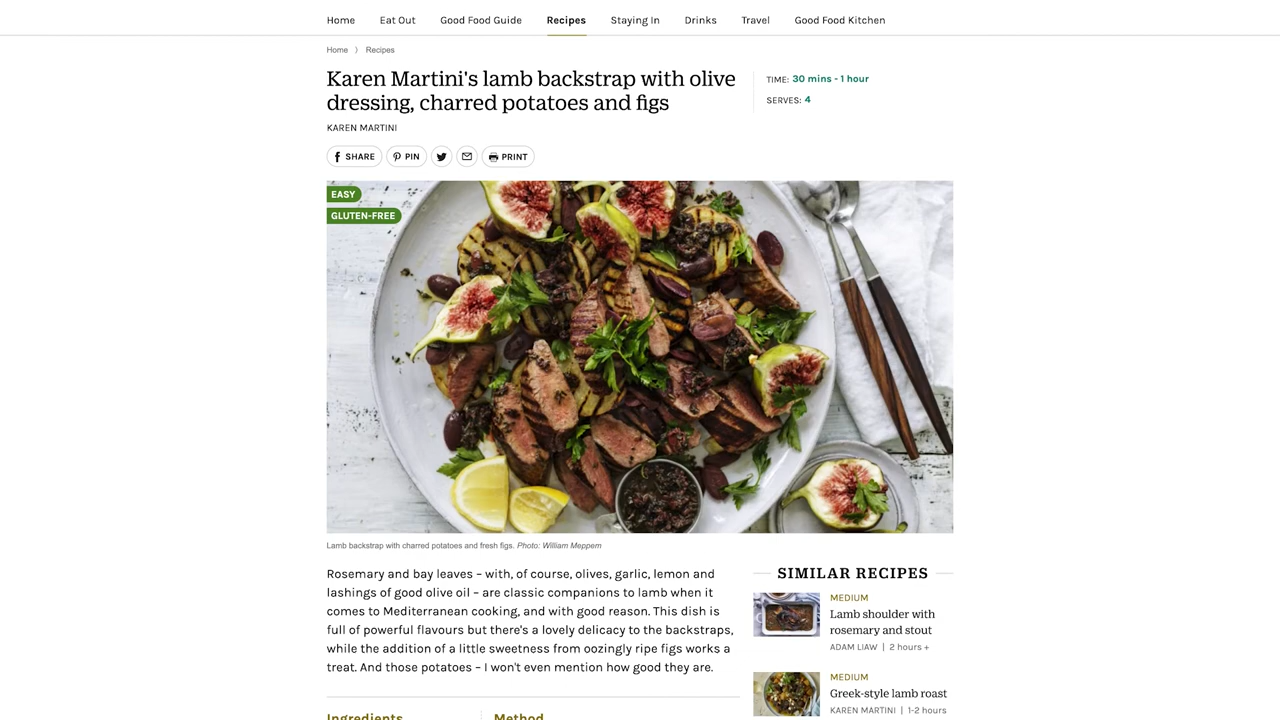 Home Eat Out Good Food Guide Recipes Staying In Drinks Travel Good Food Kitchen
Home > Recipes
Karen Martini's lamb backstrap with olive
dressing, charred potatoes and figs
KAREN MARTINI
TIME: 30 mins - 1 hour
SERVES: 4
SHARE PIN PRINT
EASY
GLUTEN-FREE
Lamb backstrap with charred potatoes and fresh figs. Photo: William Meppem
Rosemary and bay leaves – with, of course, olives, garlic, lemon and
lashings of good olive oil – are classic companions to lamb when it
comes to Mediterranean cooking, and with good reason. This dish is
full of powerful flavours but there's a lovely delicacy to the backstraps,
while the addition of a little sweetness from oozingly ripe figs works a
treat. And those potatoes – I won't even mention how good they are.
Ingredients Method
SIMILAR RECIPES
MEDIUM
Lamb shoulder with
rosemary and stout
ADAM LIAW | 2 hours +
MEDIUM
Greek-style lamb roast
KAREN MARTINI | 1-2 hours